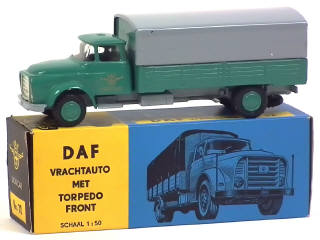 DAF
VRACHTAUTO
MET
TORPEDO
FRONT
SCHAAL 1:50